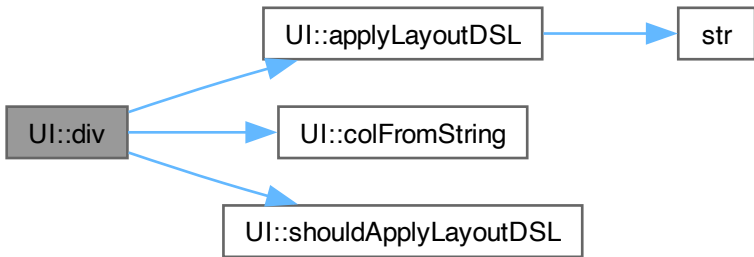 UI::applyLayoutDSL
str
UI::div
UI::colFromString
UI::shouldApplyLayoutDSL